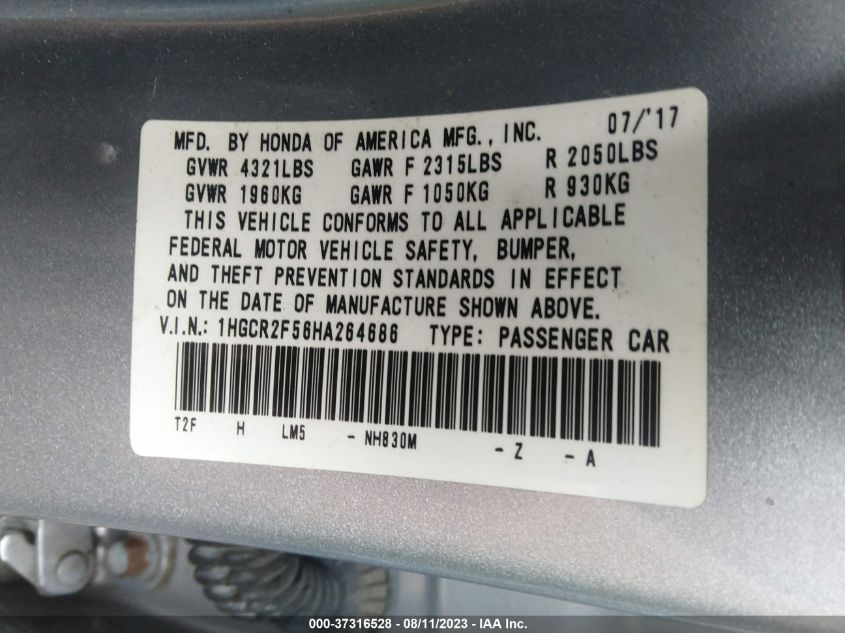 MFD. BY HONDA OF AMERICA MFG., INC. 07/'17
GVWR 4321LBS GAWR F 2315LBS R 2050LBS
GVWR 1960KG GAWR F 1050KG R 930KG
THIS VEHICLE CONFORMS TO ALL APPLICABLE
FEDERAL MOTOR VEHICLE SAFETY, BUMPER,
AND THEFT PREVENTION STANDARDS IN EFFECT
ON THE DATE OF MANUFACTURE SHOWN ABOVE.
V.I.N.: 1HGCR2F56HA264686 TYPE: PASSENGER CAR
T2F H LM5 - NH830M - Z - A
000-37316528 - 08/11/2023 - IAA Inc.